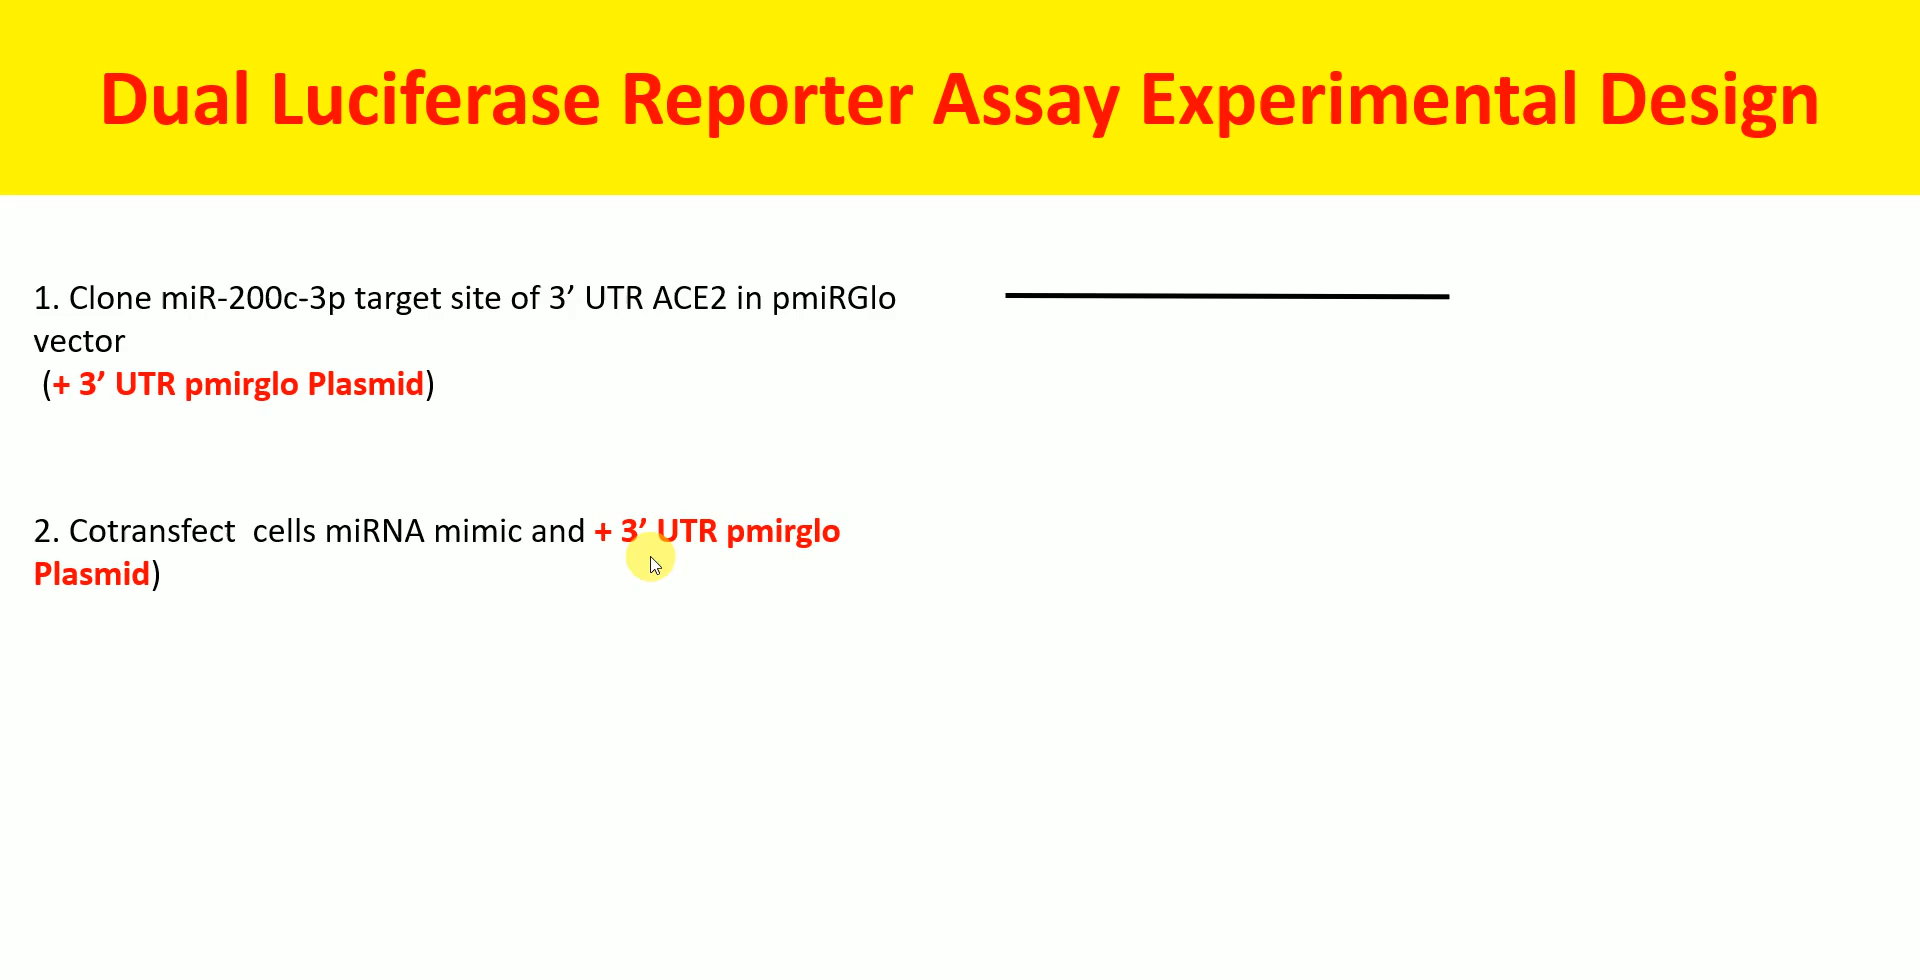 Dual Luciferase Reporter Assay Experimental Design
1. Clone miR-200c-3p target site of 3’ UTR ACE2 in pmiRGlo
vector
(+ 3’ UTR pmirglo Plasmid)
2. Cotransfect  cells miRNA mimic and + 3’ UTR pmirglo
Plasmid)